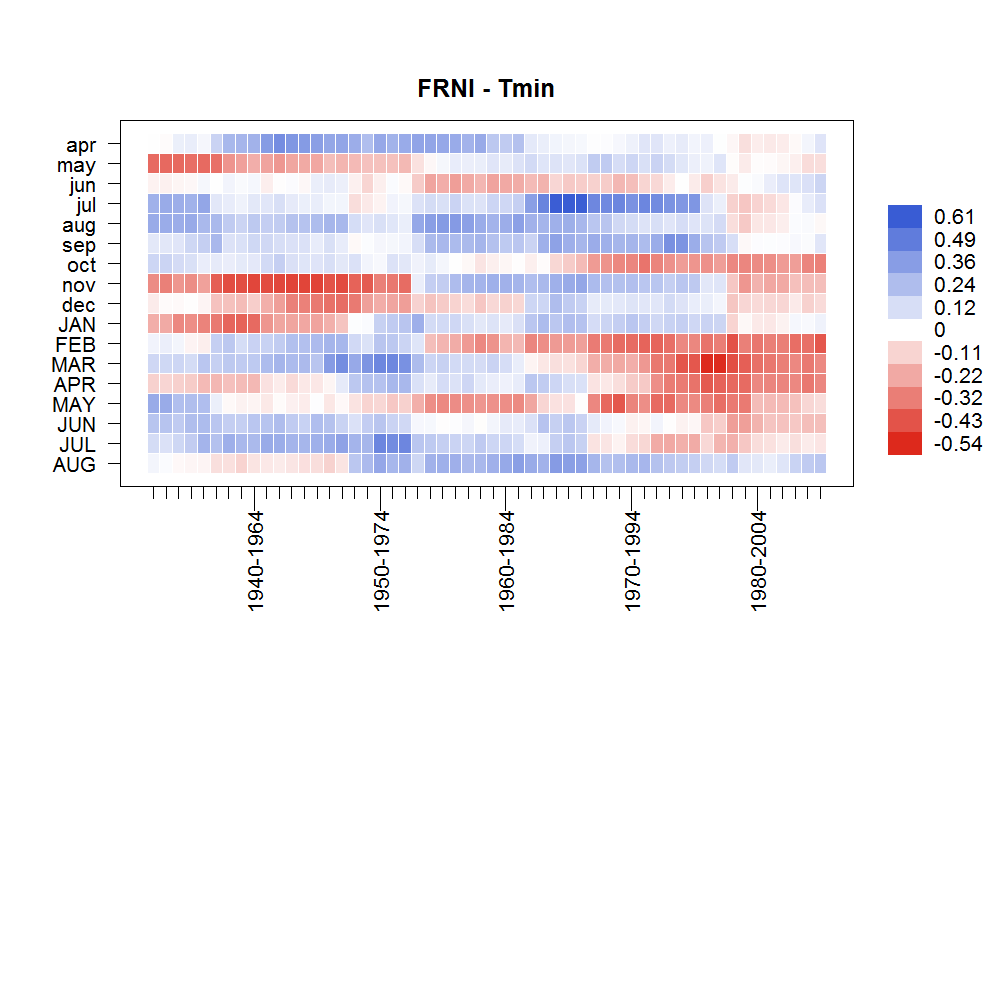 FRNI - Tmin
apr
may
jun
jul
aug
sep
oct
nov
dec
JAN
FEB
MAR
APR
MAY
JUN
JUL
AUG
0.61
0.49
0.36
0.24
0.12
0
-0.11
-0.22
-0.32
-0.43
-0.54
1940-1964
1950-1974
1960-1984
1970-1994
1980-2004